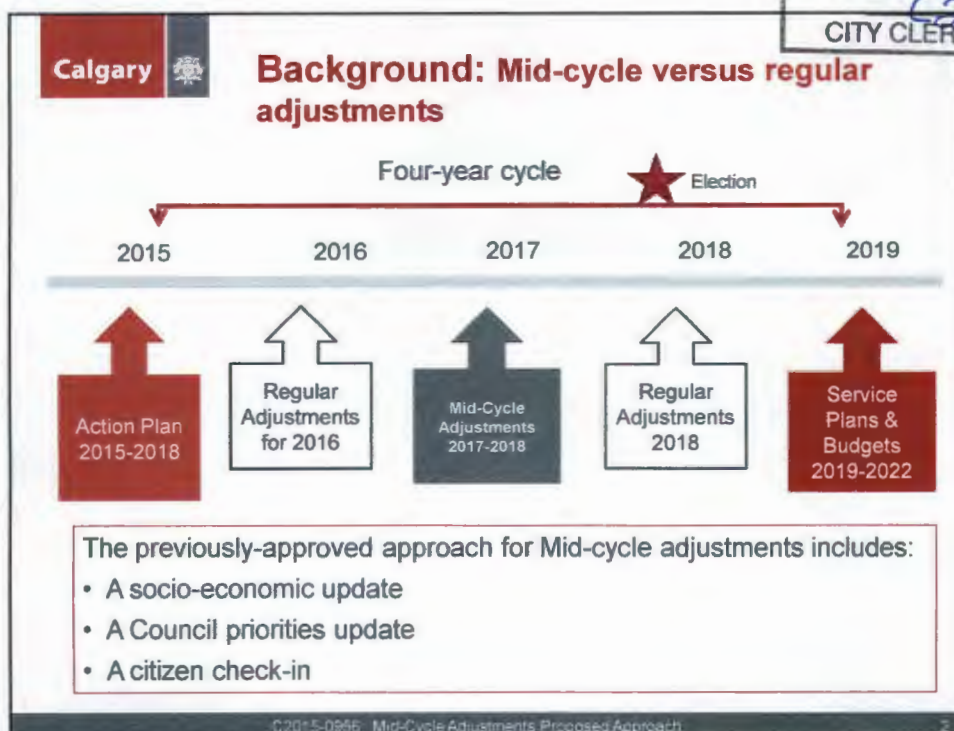 CITY CLER
Calgary
Background: Mid-cycle versus regular
adjustments
Four-year cycle
Election
2015 2016 2017 2018 2019
Action Plan
2015-2018
Regular
Adjustments
for 2016
Mid-Cycle
Adjustments
2017-2018
Regular
Adjustments
2018
Service
Plans &
Budgets
2019-2022
The previously-approved approach for Mid-cycle adjustments includes:
• A socio-economic update
• A Council priorities update
• A citizen check-in
C2015-0956 Mid-Cycle Adjustments Proposed Approach